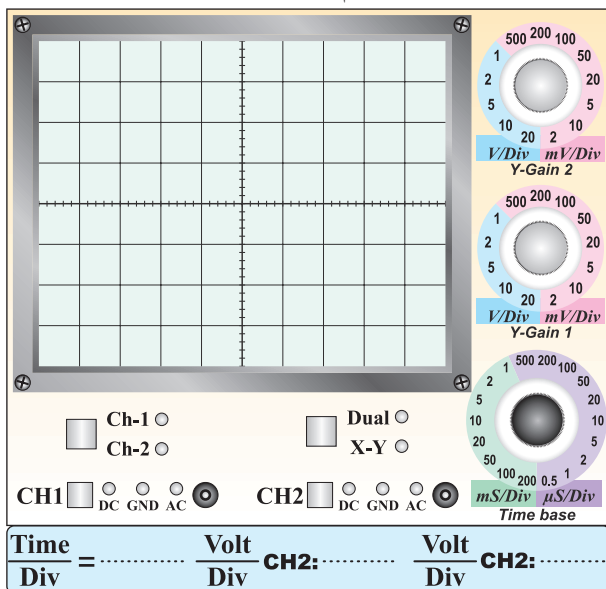 500 200 100
1 50
2 20
5 5
10 2
20
V/Div mV/Div
Y-Gain 2
500 200 100
1 50
2 20
5 5
10 2
20
V/Div mV/Div
Y-Gain 1
1 500 200 100
2 50
5 20
10 10
20 5
50 2
100 200 0.5 1
mS/Div µS/Div
Time base
Ch-1
Ch-2
Dual
X-Y
CH1 DC GND AC
CH2 DC GND AC
Time/Div = ............ Volt/Div CH2: .......... Volt/Div CH2: ..........